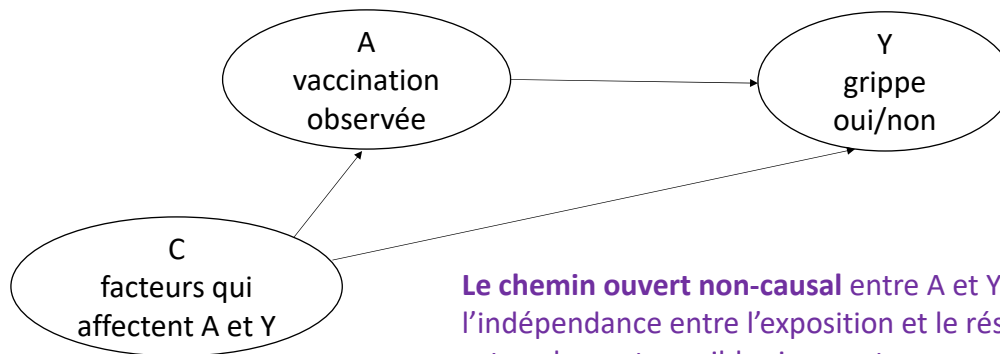 A
vaccination
observée
Y
grippe
oui/non
C
facteurs qui
affectent A et Y
Le chemin ouvert non-causal entre A et Y
l'indépendance entre l'exposition et le rés